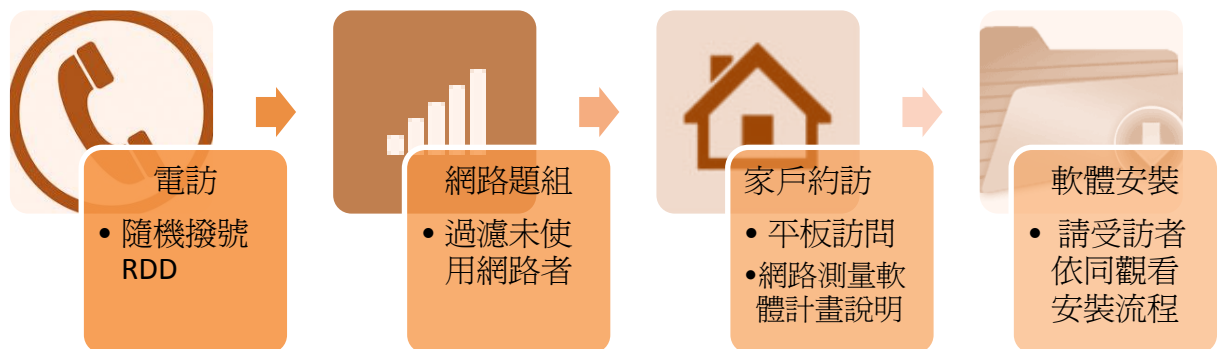 電訪
• 隨機撥號
RDD
網路題組
• 過濾未使
用網路者
家戶約訪
• 平板訪問
•網路測量軟
體計畫說明
軟體安裝
• 請受訪者
依同觀看
安裝流程